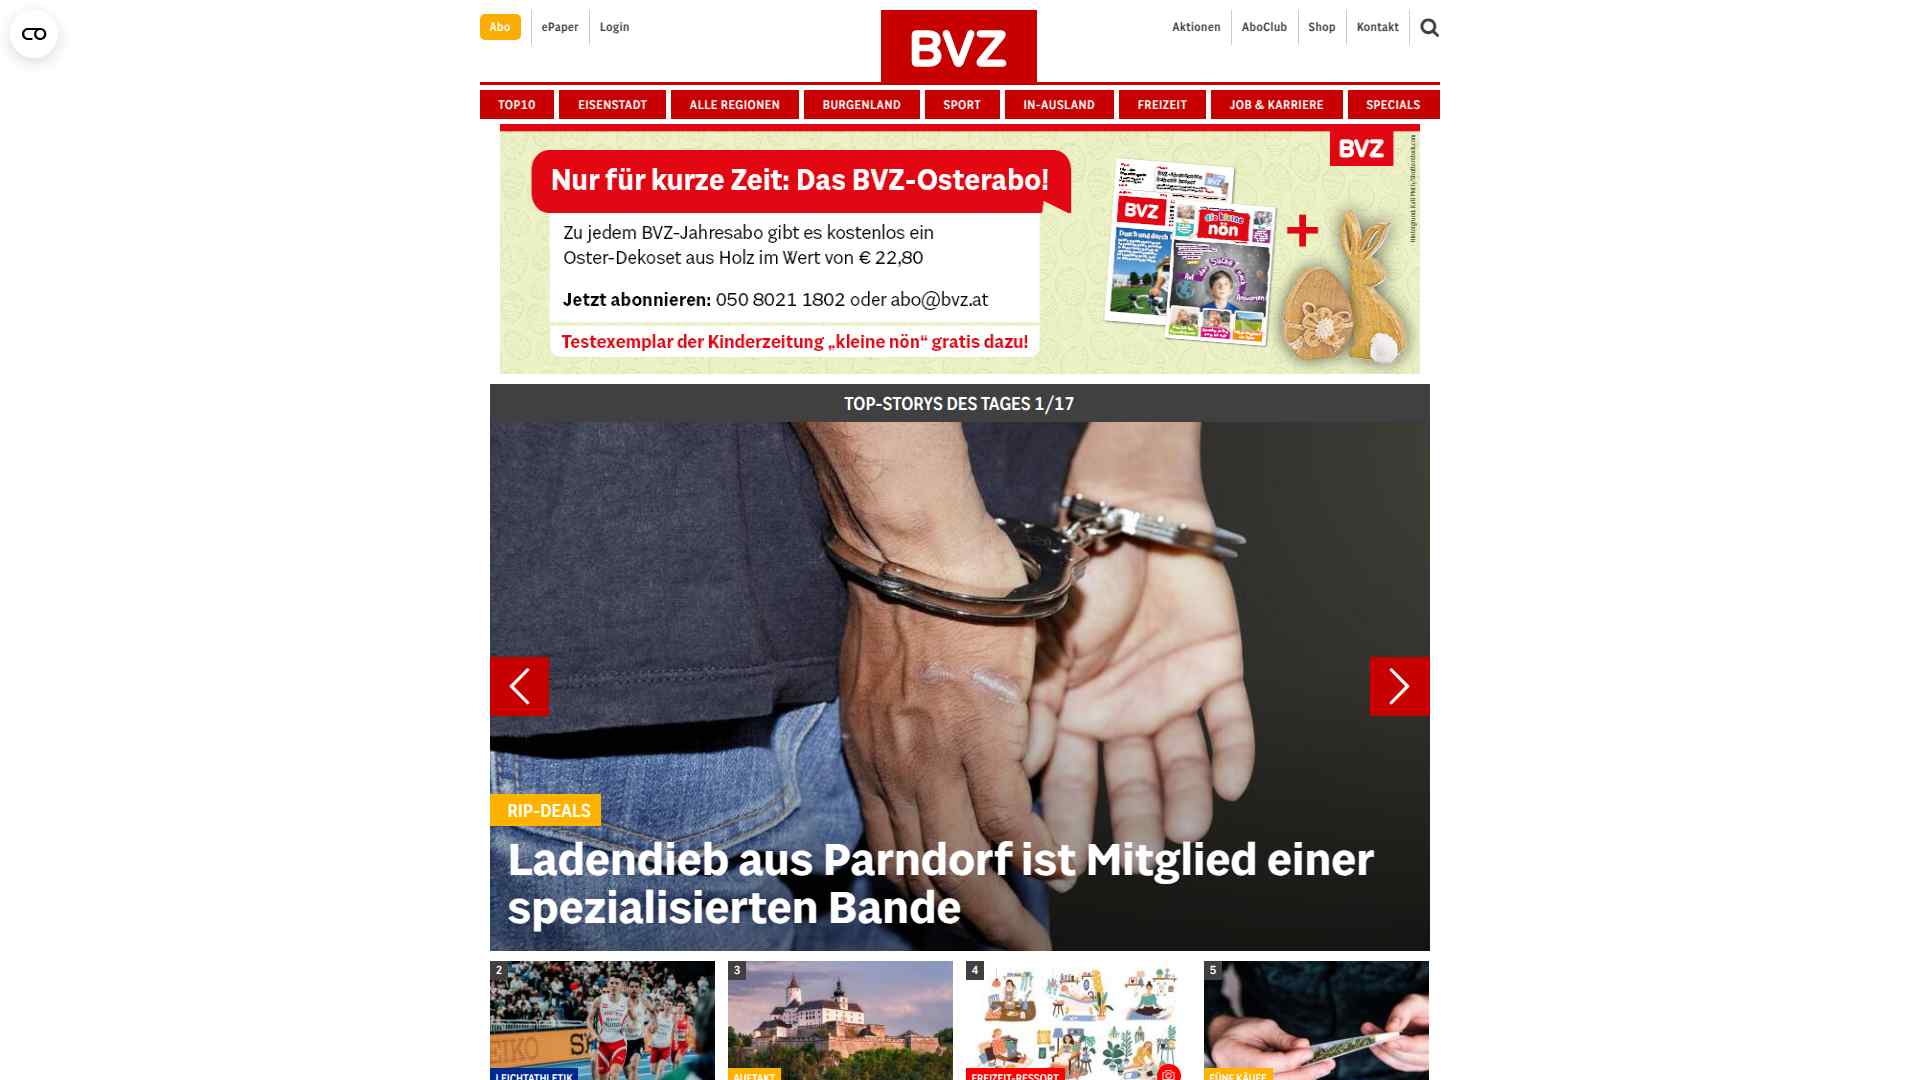 Abo
ePaper
Login
BVZ
Aktionen
AboClub
Shop
Kontakt
TOP10
EISENSTADT
ALLE REGIONEN
BURGENLAND
SPORT
IN-AUSLAND
FREIZEIT
JOB & KARRIERE
SPECIALS
Nur für kurze Zeit: Das BVZ-Osterabo!
Zu jedem BVZ-Jahresabo gibt es kostenlos ein
Oster-Dekoset aus Holz im Wert von € 22,80
Jetzt abonnieren: 050 8021 1802 oder abo@bvz.at
Testexemplar der Kinderzeitung „kleine nön“ gratis dazu!
BVZ
BVZ
die kleine
nön
+
TOP-STORYS DES TAGES 1/17
RIP-DEALS
Ladendieb aus Parndorf ist Mitglied einer
spezialisierten Bande
2
3
4
5
LEICHTATHLETIK
AUFTAKT
FREIZEIT-RESSORT
FÜNF KÄUFE